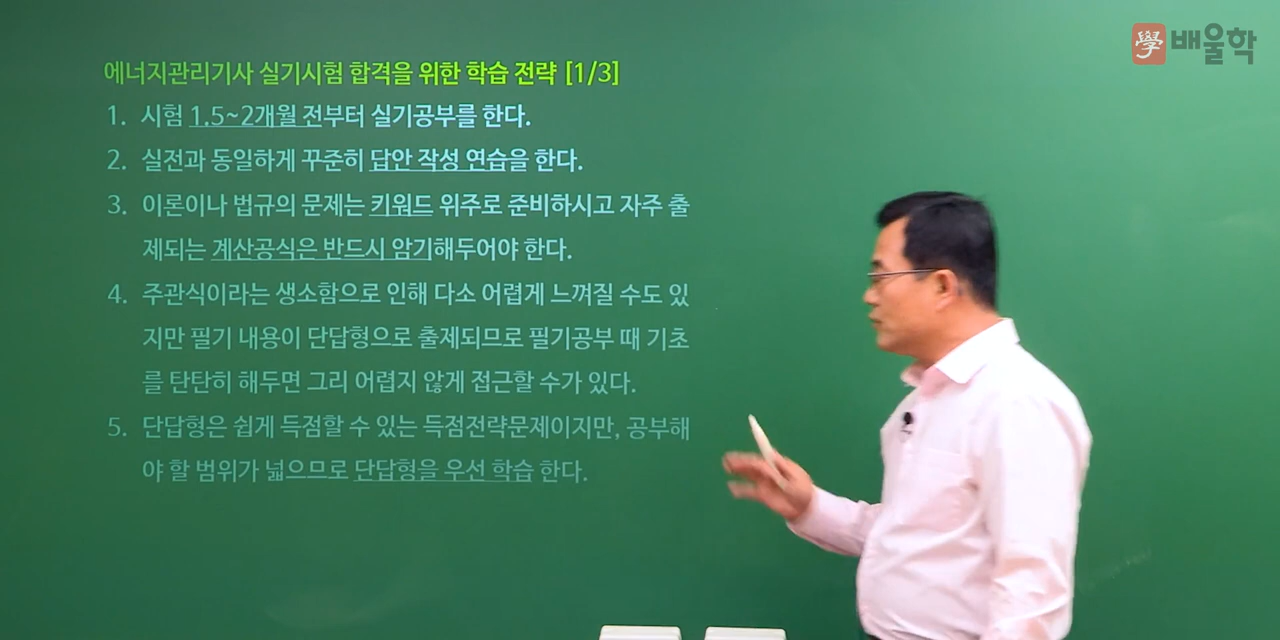 學 배울학
에너지관리기사 실기시험 합격을 위한 학습 전략 [1/3]
1. 시험 1.5~2개월 전부터 실기공부를 한다.
2. 실전과 동일하게 꾸준히 답안 작성 연습을 한다.
3. 이론이나 법규의 문제는 키워드 위주로 준비하시고 자주 출
제되는 계산공식은 반드시 암기해두어야 한다.
4. 주관식이라는 생소함으로 인해 다소 어렵게 느껴질 수도 있
지만 필기 내용이 단답형으로 출제되므로 필기공부 때 기초
를 탄탄히 해두면 그리 어렵지 않게 접근할 수가 있다.
5. 단답형은 쉽게 득점할 수 있는 득점전략문제이지만, 공부해
야 할 범위가 넓으므로 단답형을 우선 학습 한다.